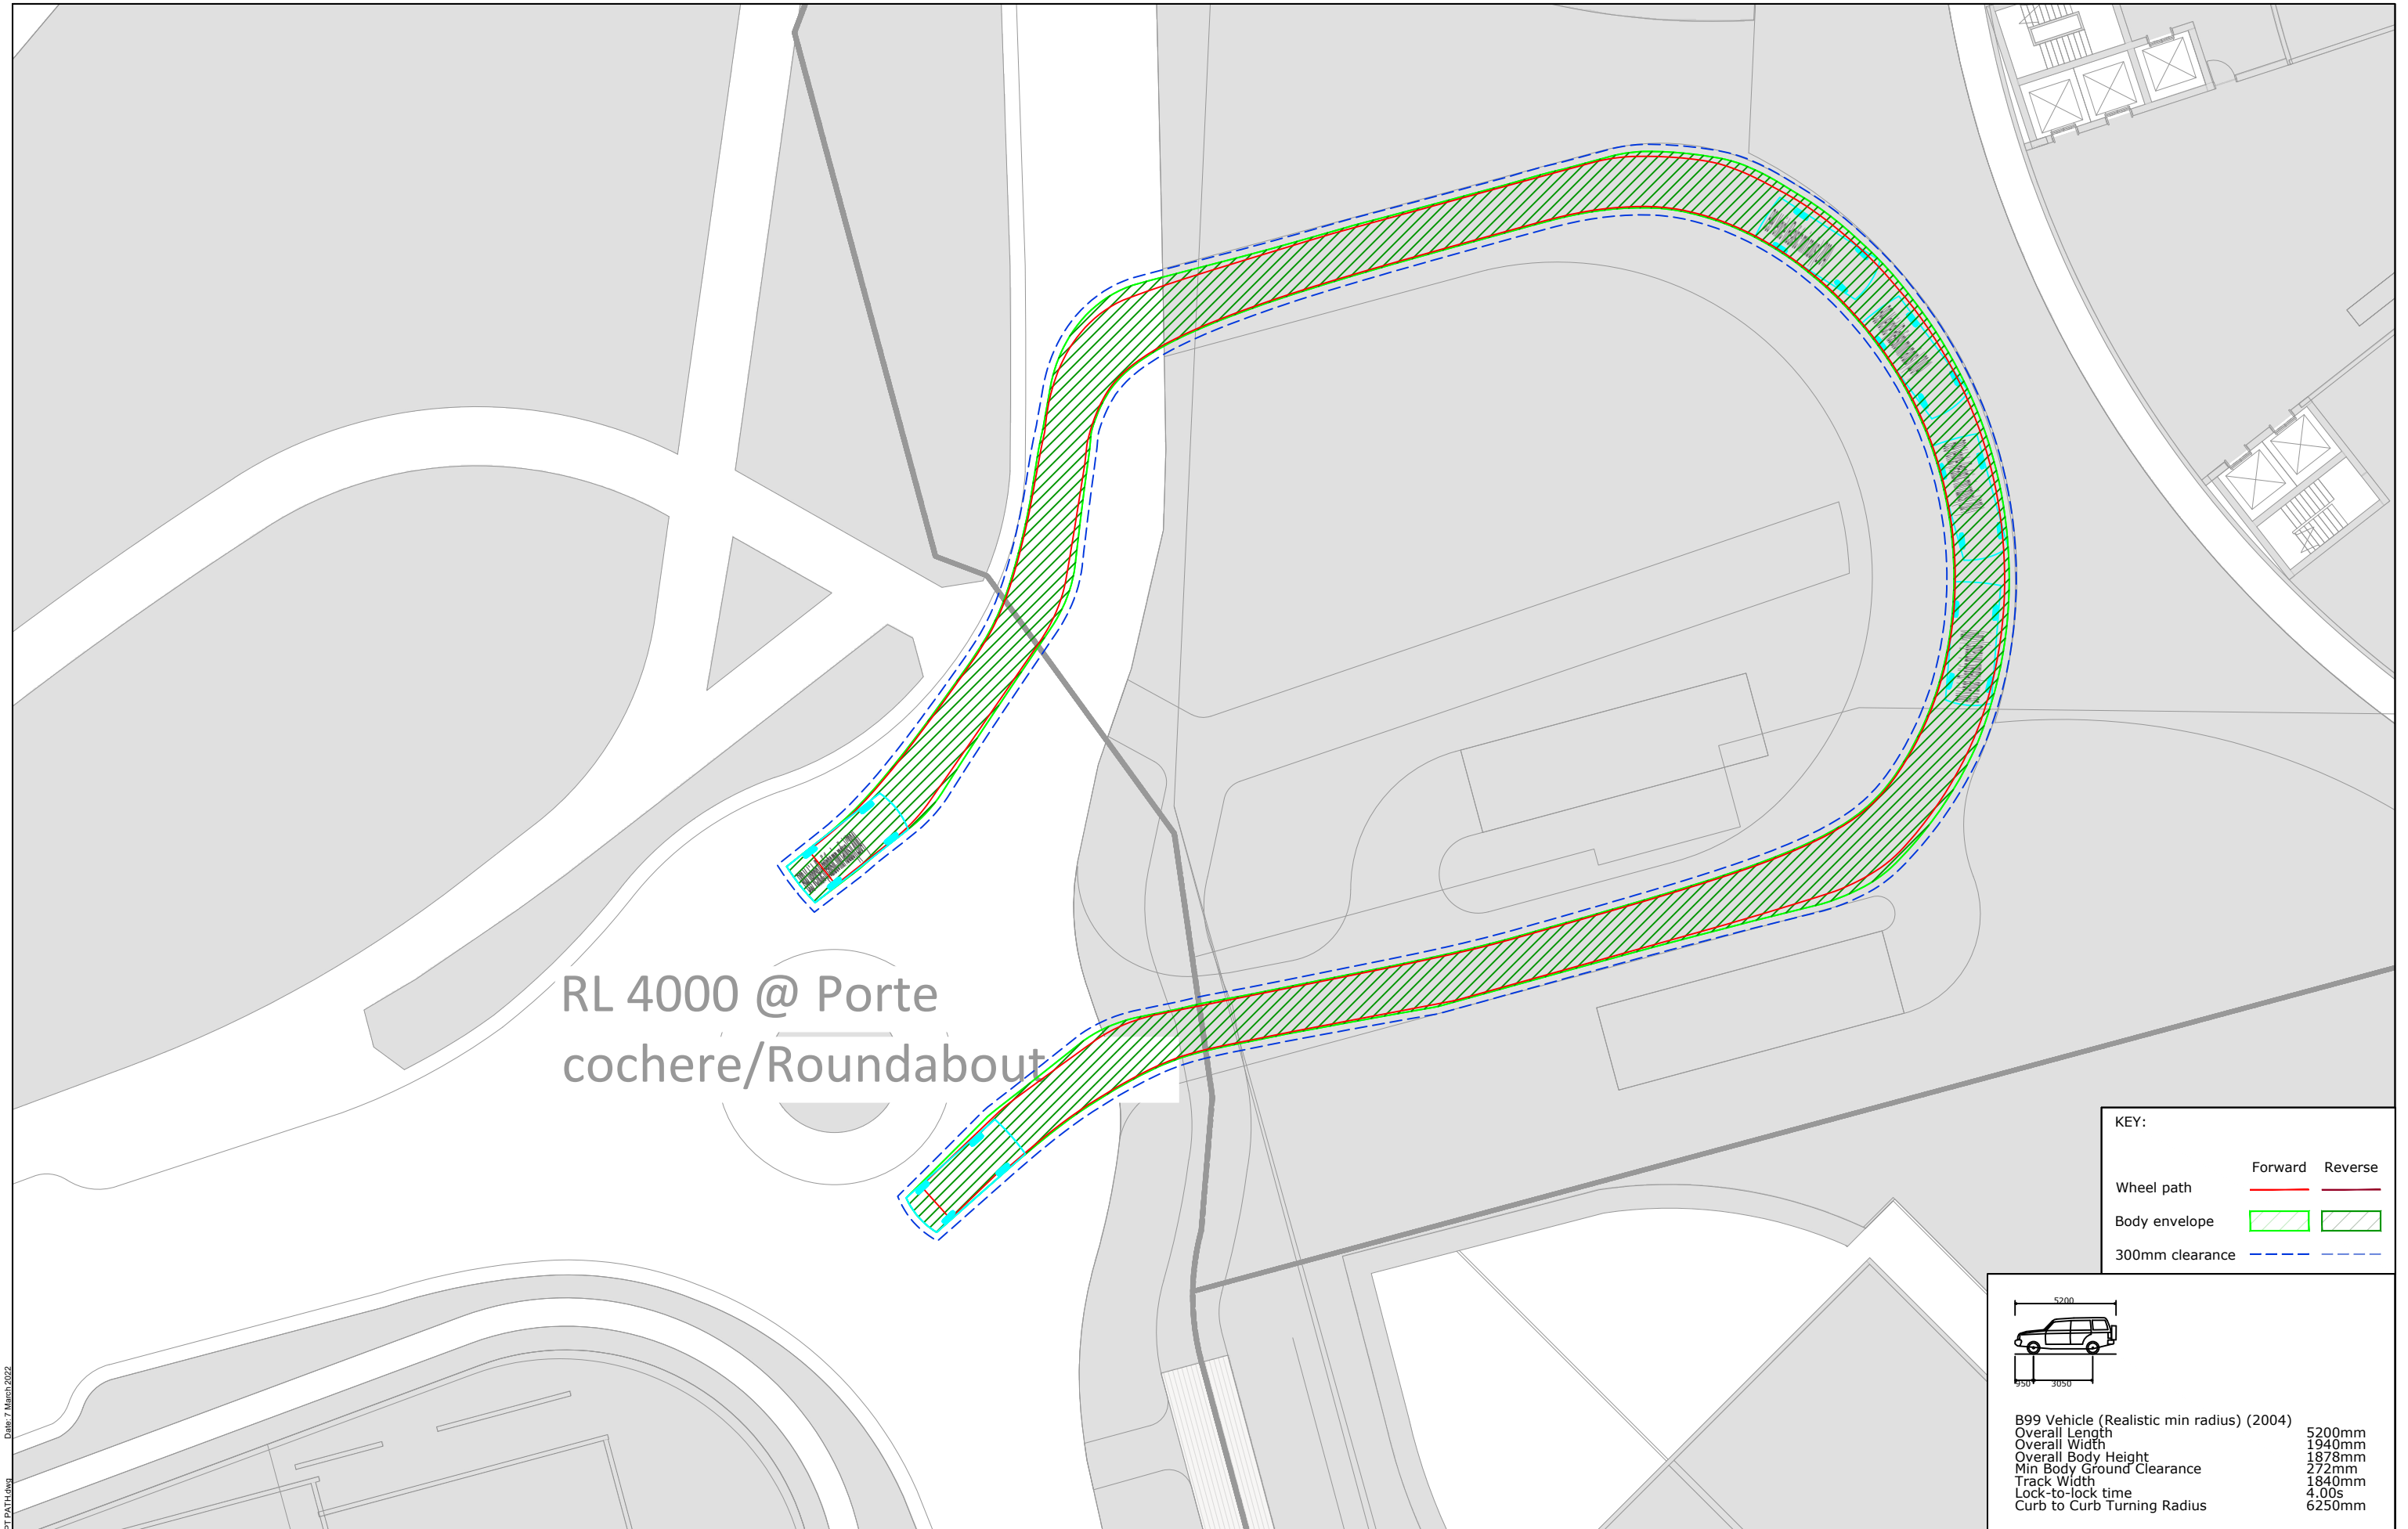 RL 4000 @ Porte
cochere/Roundabout
KEY:
Forward Reverse
Wheel path
Body envelope
300mm clearance
5200
950 3050
B99 Vehicle (Realistic min radius) (2004)
Overall Length 5200mm
Overall Width 1940mm
Overall Body Height 1878mm
Min Body Ground Clearance 272mm
Track Width 1840mm
Lock-to-lock time 4.00s
Curb to Curb Turning Radius 6250mm
Date: 7 March 2022
PT PATH.dwg